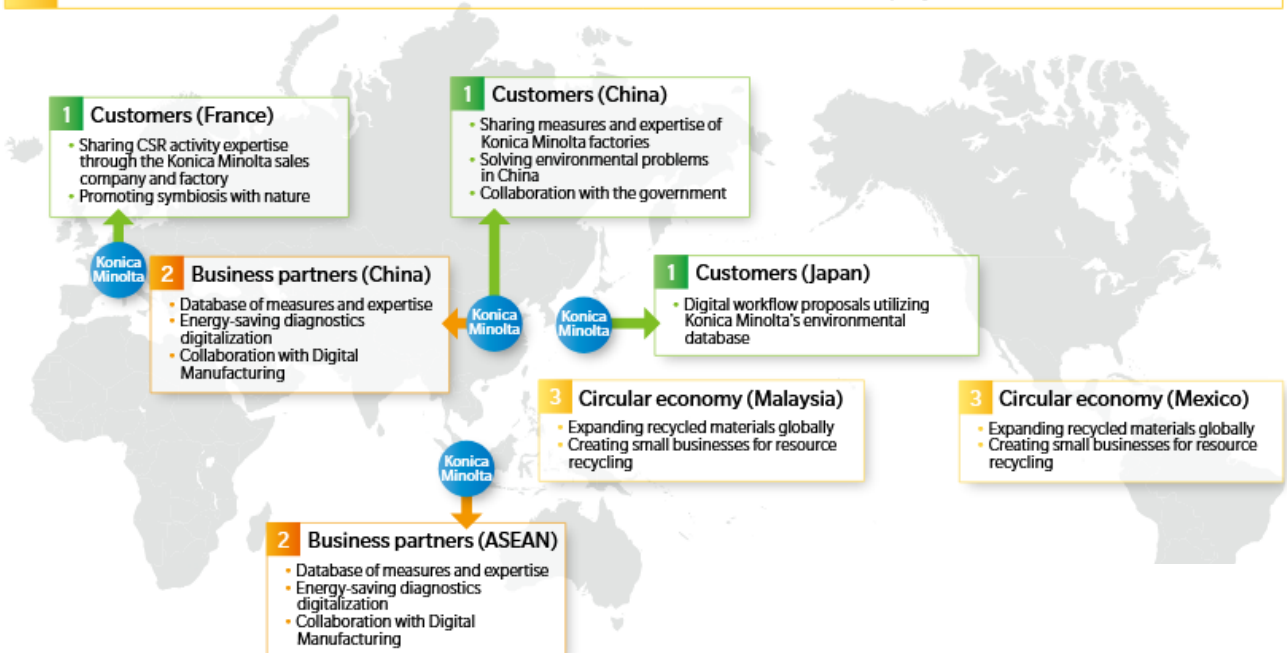 1 Customers (France)
• Sharing CSR activity expertise
through the Konica Minolta sales
company and factory
• Promoting symbiosis with nature
1 Customers (China)
• Sharing measures and expertise of
Konica Minolta factories
• Solving environmental problems
in China
• Collaboration with the government
Konica
Minolta
2 Business partners (China)
• Database of measures and expertise
• Energy-saving diagnostics
digitalization
• Collaboration with Digital
Manufacturing
Konica
Minolta
Konica
Minolta
1 Customers (Japan)
• Digital workflow proposals utilizing
Konica Minolta's environmental
database
3 Circular economy (Malaysia)
• Expanding recycled materials globally
• Creating small businesses for resource
recycling
3 Circular economy (Mexico)
• Expanding recycled materials globally
• Creating small businesses for resource
recycling
Konica
Minolta
2 Business partners (ASEAN)
• Database of measures and expertise
• Energy-saving diagnostics
digitalization
• Collaboration with Digital
Manufacturing